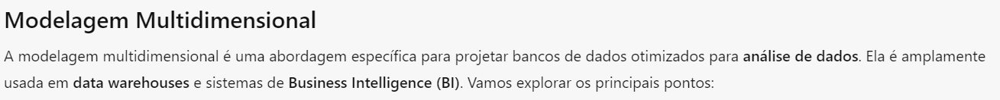 Modelagem Multidimensional
A modelagem multidimensional é uma abordagem específica para projetar bancos de dados otimizados para análise de dados. Ela é amplamente
usada em data warehouses e sistemas de Business Intelligence (BI). Vamos explorar os principais pontos: